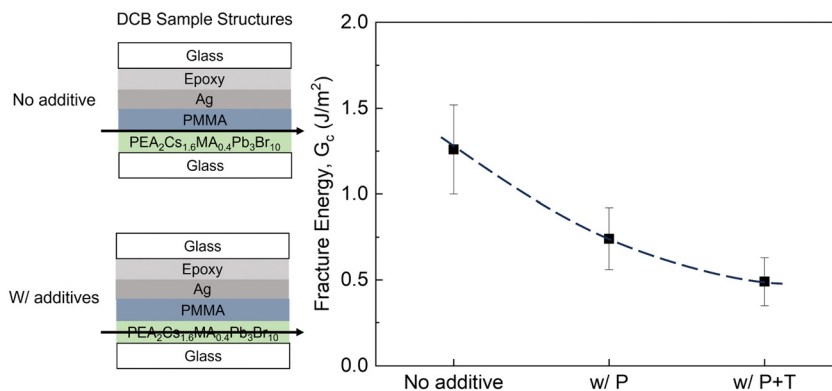 DCB Sample Structures
No additive
Glass
Epoxy
Ag
PMMA
PEA₂Cs₁.₆MA₀.₄Pb₃Br₁₀
Glass
W/ additives
Glass
Epoxy
Ag
PMMA
PEA₂Cs₁.₆MA₀.₄Pb₃Br₁₀
Glass
Fracture Energy, G_c (J/m²)
2.0
1.5
1.0
0.5
0.0
No additive
w/ P
w/ P+T